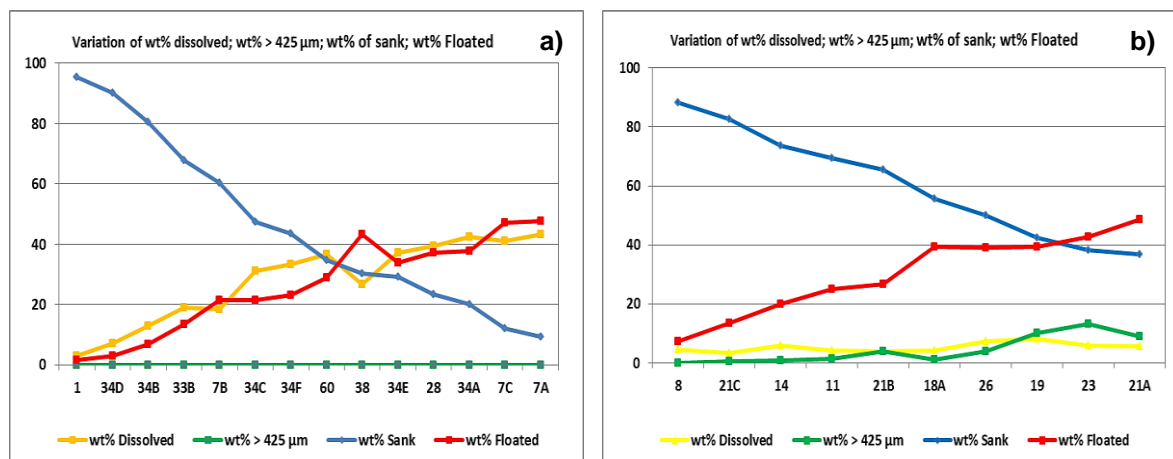 Variation of wt% dissolved; wt% > 425 µm; wt% of sank; wt% Floated
a)
100
80
60
40
20
0
1 34D 34B 33B 7B 34C 34F 60 38 34E 28 34A 7C 7A
wt% Dissolved wt% > 425 µm wt% Sank wt% Floated
Variation of wt% dissolved; wt% > 425 µm; wt% of sank; wt% Floated
b)
100
80
60
40
20
0
8 21C 14 11 21B 18A 26 19 23 21A
wt% Dissolved wt% > 425 µm wt% Sank wt% Floated